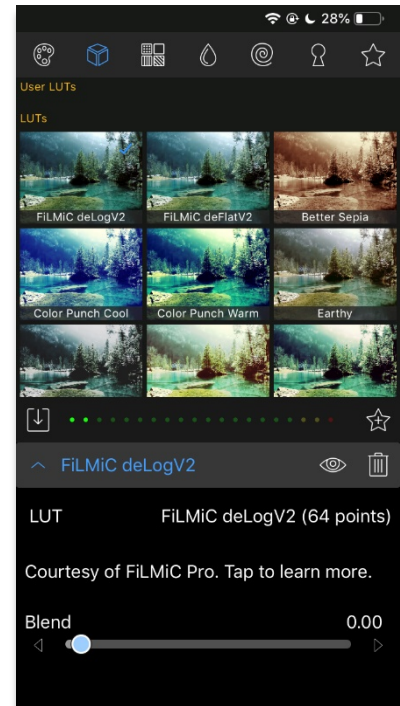 28%
User LUTs
LUTs
FiLMiC deLogV2
FiLMiC deFlatV2
Better Sepia
Color Punch Cool
Color Punch Warm
Earthy
FiLMiC deLogV2
LUT
FiLMiC deLogV2 (64 points)
Courtesy of FiLMiC Pro. Tap to learn more.
Blend
0.00